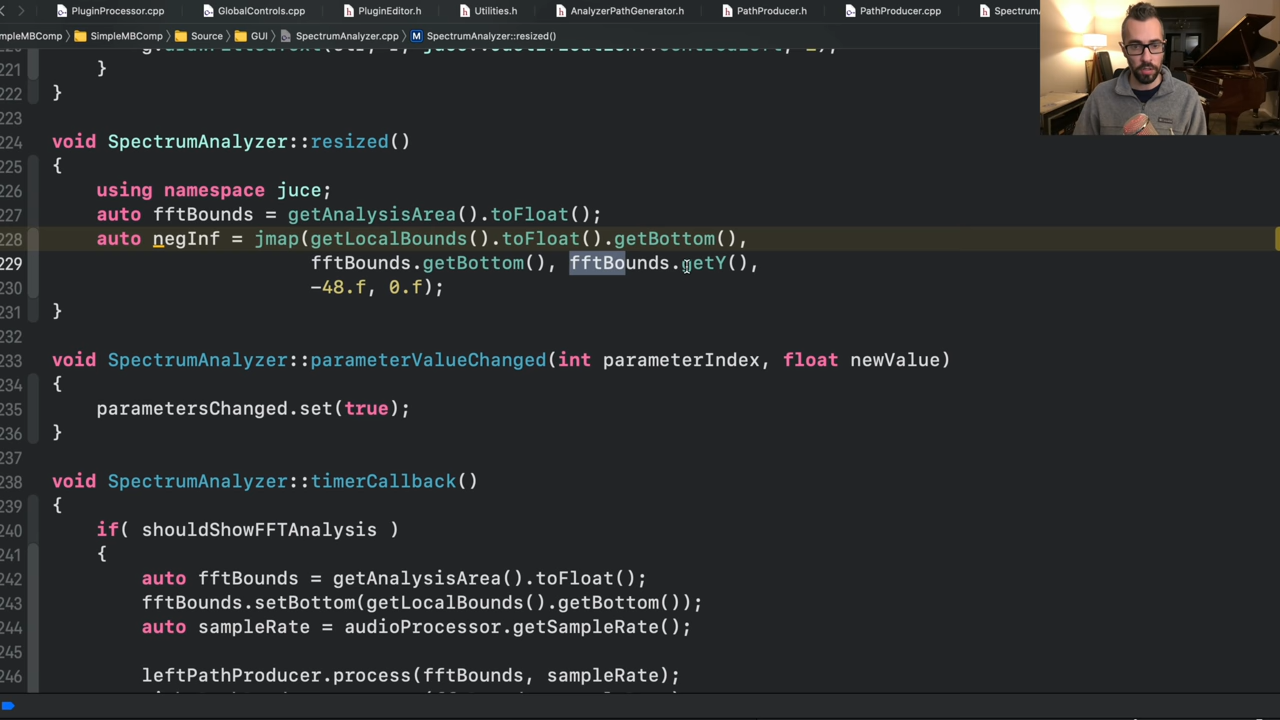 PluginProcessor.cpp GlobalControls.cpp PluginEditor.h Utilities.h AnalyzerPathGenerator.h PathProducer.h PathProducer.cpp
SimpleMBComp Source GUI SpectrumAnalyzer.cpp SpectrumAnalyzer::resized()
221 }
222 }
223
224 void SpectrumAnalyzer::resized()
225 {
226 using namespace juce;
227 auto fftBounds = getAnalysisArea().toFloat();
228 auto negInf = jmap(getLocalBounds().toFloat().getBottom(),
229 fftBounds.getBottom(), fftBounds.getY(),
230 -48.f, 0.f);
231 }
232
233 void SpectrumAnalyzer::parameterValueChanged(int parameterIndex, float newValue)
234 {
235 parametersChanged.set(true);
236 }
237
238 void SpectrumAnalyzer::timerCallback()
239 {
240 if( shouldShowFFTAnalysis )
241 {
242 auto fftBounds = getAnalysisArea().toFloat();
243 fftBounds.setBottom(getLocalBounds().getBottom());
244 auto sampleRate = audioProcessor.getSampleRate();
245
246 leftPathProducer.process(fftBounds, sampleRate);